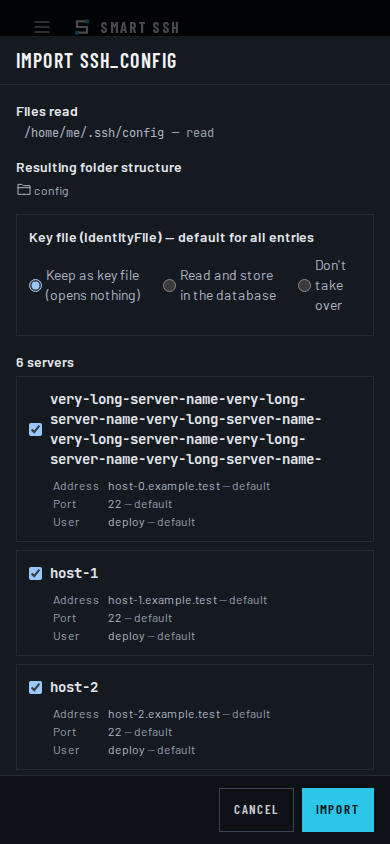 SMART SSH
IMPORT SSH_CONFIG
Files read
/home/me/.ssh/config — read
Resulting folder structure
config
Key file (IdentityFile) — default for all entries
Keep as key file
(opens nothing)
Read and store
in the database
Don't
take
over
6 servers
very-long-server-name-very-long-
server-name-very-long-server-name-
very-long-server-name-very-long-
server-name-very-long-server-name-
Address host-0.example.test — default
Port 22 — default
User deploy — default
host-1
Address host-1.example.test — default
Port 22 — default
User deploy — default
host-2
Address host-2.example.test — default
Port 22 — default
User deploy — default
CANCEL IMPORT